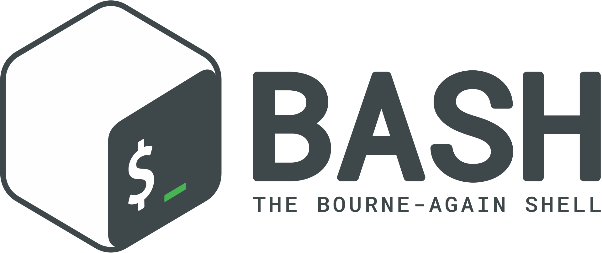 $_
BASH
THE BOURNE-AGAIN SHELL